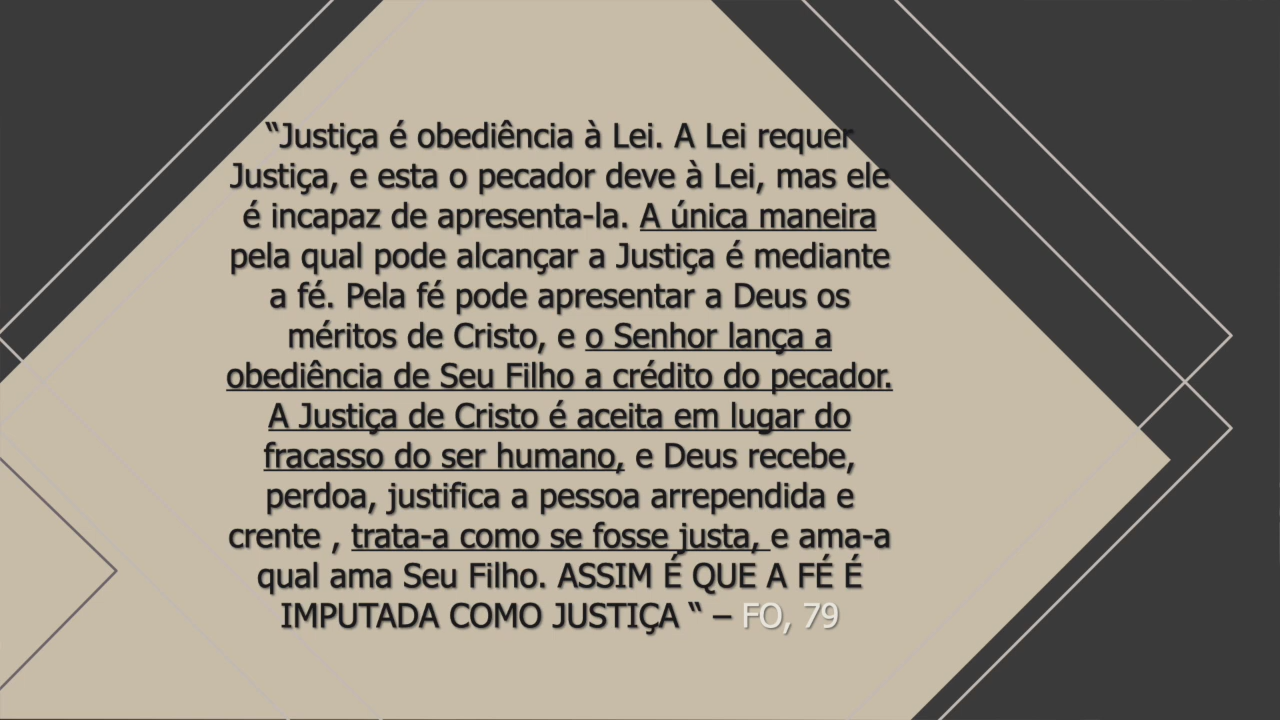 “Justiça é obediência à Lei. A Lei requer
Justiça, e esta o pecador deve à Lei, mas ele
é incapaz de apresenta-la. A única maneira
pela qual pode alcançar a Justiça é mediante
a fé. Pela fé pode apresentar a Deus os
méritos de Cristo, e o Senhor lança a
obediência de Seu Filho a crédito do pecador.
A Justiça de Cristo é aceita em lugar do
fracasso do ser humano, e Deus recebe,
perdoa, justifica a pessoa arrependida e
crente , trata-a como se fosse justa, e ama-a
qual ama Seu Filho. ASSIM É QUE A FÉ É
IMPUTADA COMO JUSTIÇA “ – FO, 79